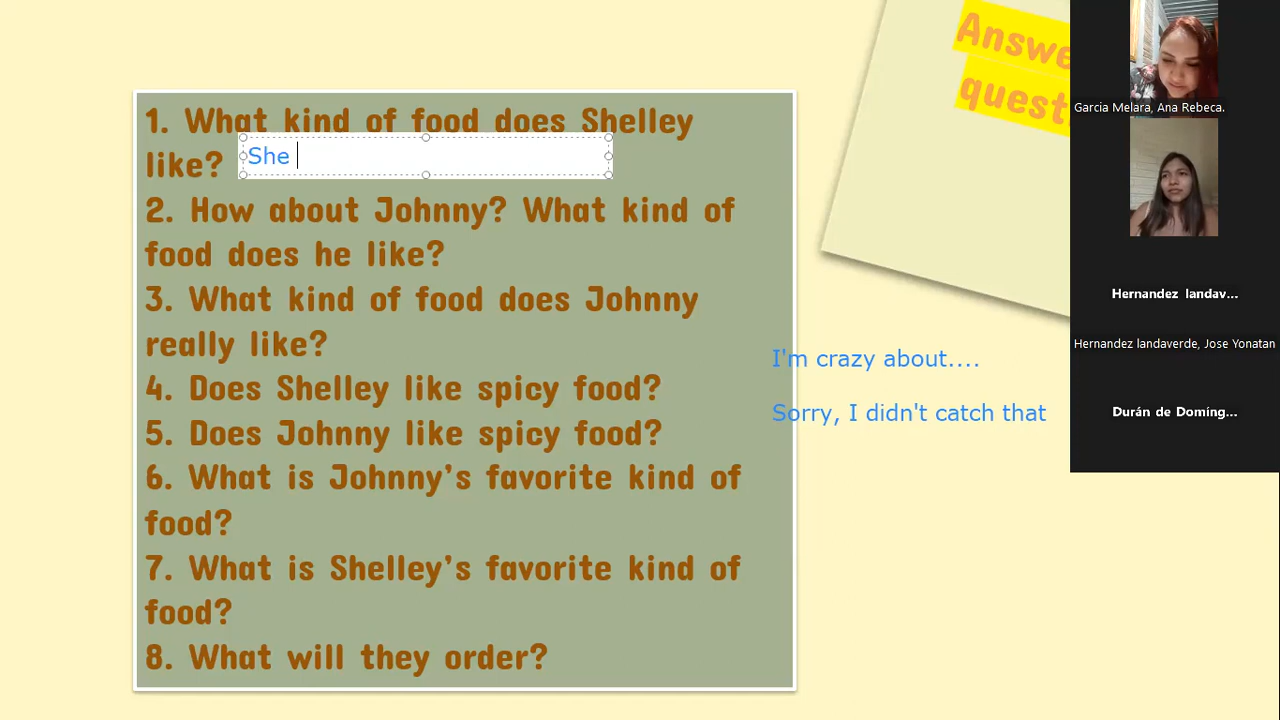 1. What kind of food does Shelley
like? She
2. How about Johnny? What kind of
food does he like?
3. What kind of food does Johnny
really like?
4. Does Shelley like spicy food?
5. Does Johnny like spicy food?
6. What is Johnny’s favorite kind of
food?
7. What is Shelley’s favorite kind of
food?
8. What will they order?
I'm crazy about....
Sorry, I didn't catch that
Answe
quest
Garcia Melara, Ana Rebeca.
Hernandez landav...
Hernandez landaverde, Jose Yonatan
Durán de Domíng...